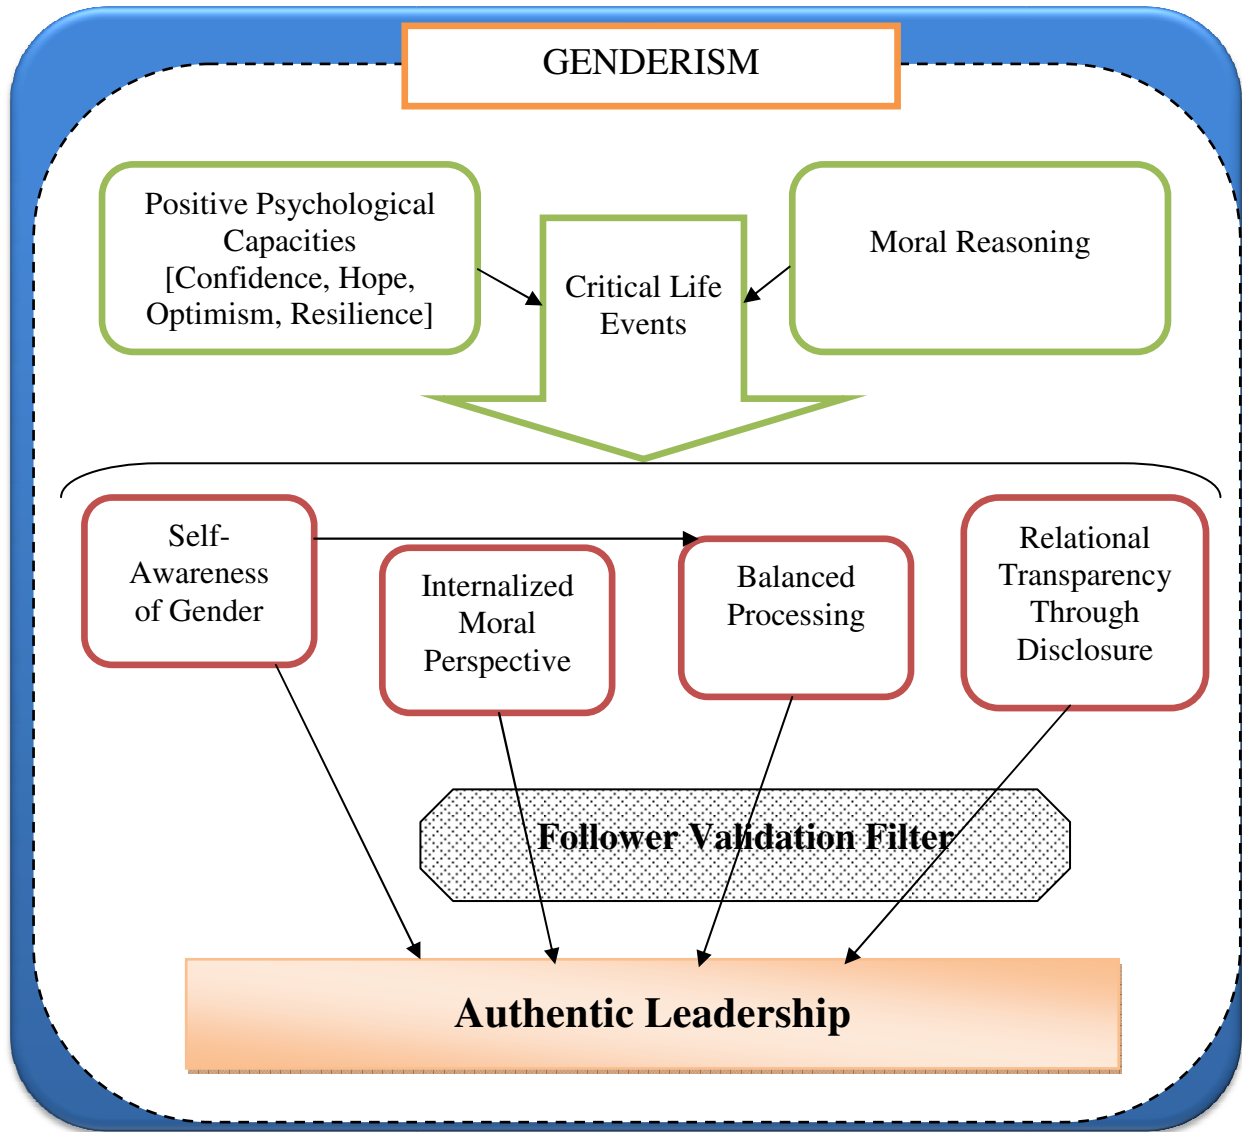 GENDERISM
Positive Psychological
Capacities
[Confidence, Hope,
Optimism, Resilience]
Critical Life
Events
Moral Reasoning
Self-
Awareness
of Gender
Internalized
Moral
Perspective
Balanced
Processing
Relational
Transparency
Through
Disclosure
Follower Validation Filter
Authentic Leadership